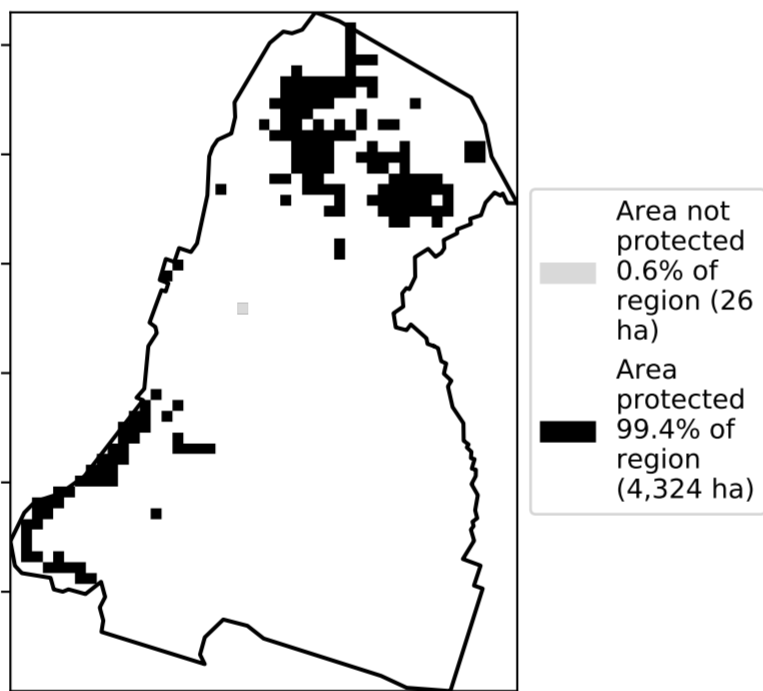 Area not
protected
0.6% of
region (26
ha)
Area
protected
99.4% of
region
(4,324 ha)